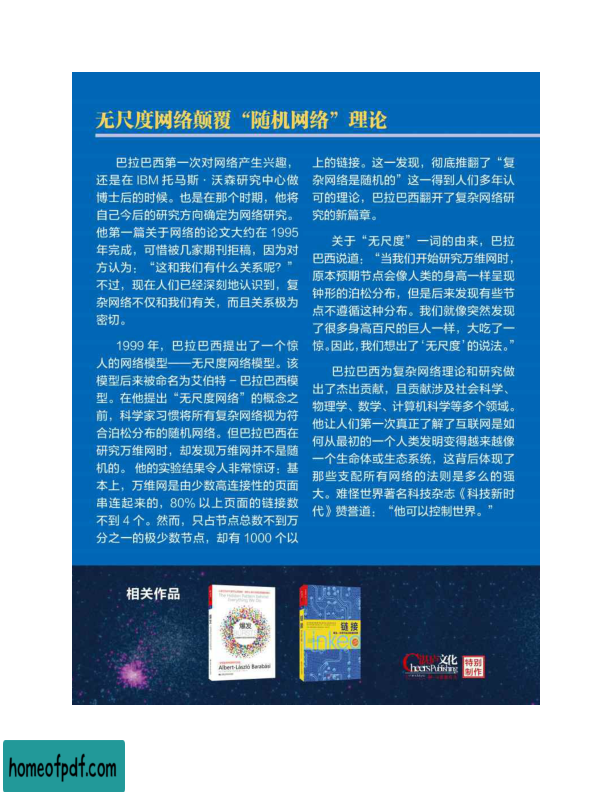 无尺度网络颠覆“随机网络”理论
巴拉巴西第一次对网络产生兴趣，
还是在 IBM 托马斯·沃森研究中心做
博士后的时候。也是在那个时期，他将
自己今后的研究方向确定为网络研究。
他第一篇关于网络的论文大约在 1995
年完成，可惜被几家期刊拒稿，因为对
方认为：“这和我们有什么关系呢？”
不过，现在人们已经深刻地认识到，复
杂网络不仅和我们有关，而且关系极为
密切。
1999 年，巴拉巴西提出了一个惊
人的网络模型——无尺度网络模型。该
模型后来被命名为艾伯特－巴拉巴西模
型。在他提出“无尺度网络”的概念之
前，科学家习惯将所有复杂网络视为符
合泊松分布的随机网络。但巴拉巴西在
研究万维网时，却发现万维网并不是随
机的。 他的实验结果令人非常惊讶：基
本上，万维网是由少数高连接性的页面
串连起来的，80% 以上页面的链接数
不到 4 个。然而，只占节点总数不到万
分之一的极少数节点，却有 1000 个以
上的链接。这一发现，彻底推翻了“复
杂网络是随机的”这一得到人们多年认
可的理论，巴拉巴西翻开了复杂网络研
究的新篇章。
关于“无尺度”一词的由来，巴拉
巴西说道：“当我们开始研究万维网时，
原本预期节点会像人类的身高一样呈现
钟形的泊松分布，但是后来发现有些节
点不遵循这种分布。我们就像突然发现
了很多身高百尺的巨人一样，大吃了一
惊。因此，我们想出了‘无尺度’的说法。”
巴拉巴西为复杂网络理论和研究做
出了杰出贡献，且贡献涉及社会科学、
物理学、数学、计算机科学等多个领域。
他让人们第一次真正了解了互联网是如
何从最初的一个人类发明变得越来越像
一个生命体或生态系统，这背后体现了
那些支配所有网络的法则是多么的强
大。难怪世界著名科技杂志《科技新时
代》赞誉道：“他可以控制世界。”
相关作品
爆发
Albert-László Barabási
链接
Linked
文化
Cheers Publishing
特别
制作
homeofpdf.com